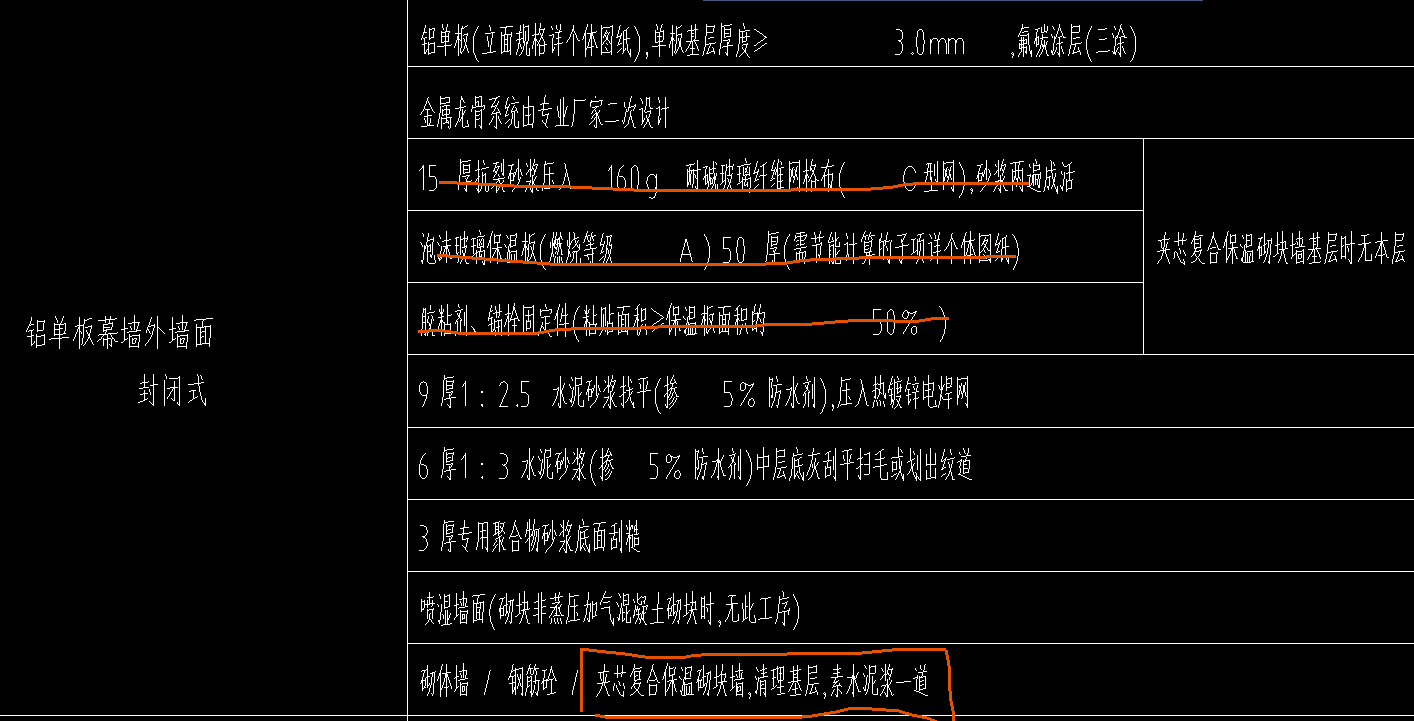 铝单板(立面规格详个体图纸),单板基层厚度≥ 3.0mm ,氟碳涂层(三涂)
金属龙骨系统由专业厂家二次设计
15 厚抗裂砂浆压入 160g 耐碱玻璃纤维网格布( C型网),砂浆两遍成活
泡沫玻璃保温板(燃烧等级 A)50 厚(需节能计算的子项详个体图纸)
夹芯复合保温砌块墙基层时无本层
胶粘剂、锚栓固定件(粘贴面积≥保温板面积的 50% )
铝单板幕墙外墙面
封闭式
9 厚1:2.5 水泥砂浆找平(掺 5% 防水剂),压入热镀锌电焊网
6 厚1:3 水泥砂浆(掺 5% 防水剂)中层底灰刮平扫毛或划出纹道
3 厚专用聚合物砂浆底面刮糙
喷湿墙面(砌块非蒸压加气混凝土砌块时,无此工序)
砌体墙 / 钢筋砼 / 夹芯复合保温砌块墙,清理基层,素水泥浆一道